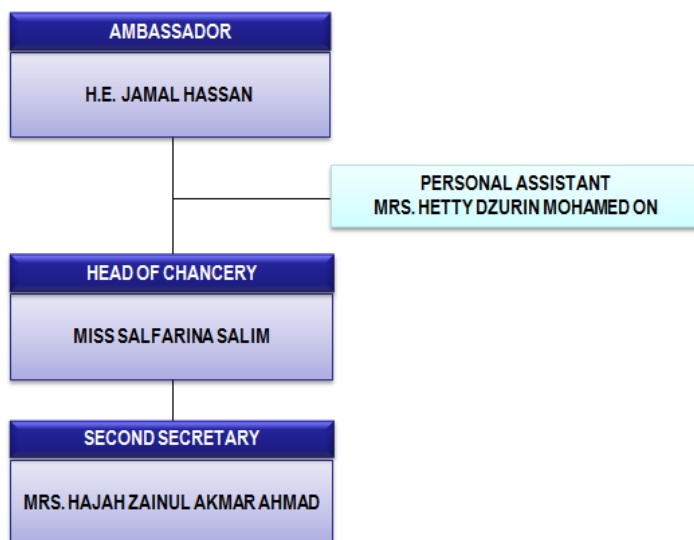 AMBASSADOR
H.E. JAMAL HASSAN
PERSONAL ASSISTANT
MRS. HETTY DZURIN MOHAMED ON
HEAD OF CHANCERY
MISS SALFARINA SALIM
SECOND SECRETARY
MRS. HAJAH ZAINUL AKMAR AHMAD